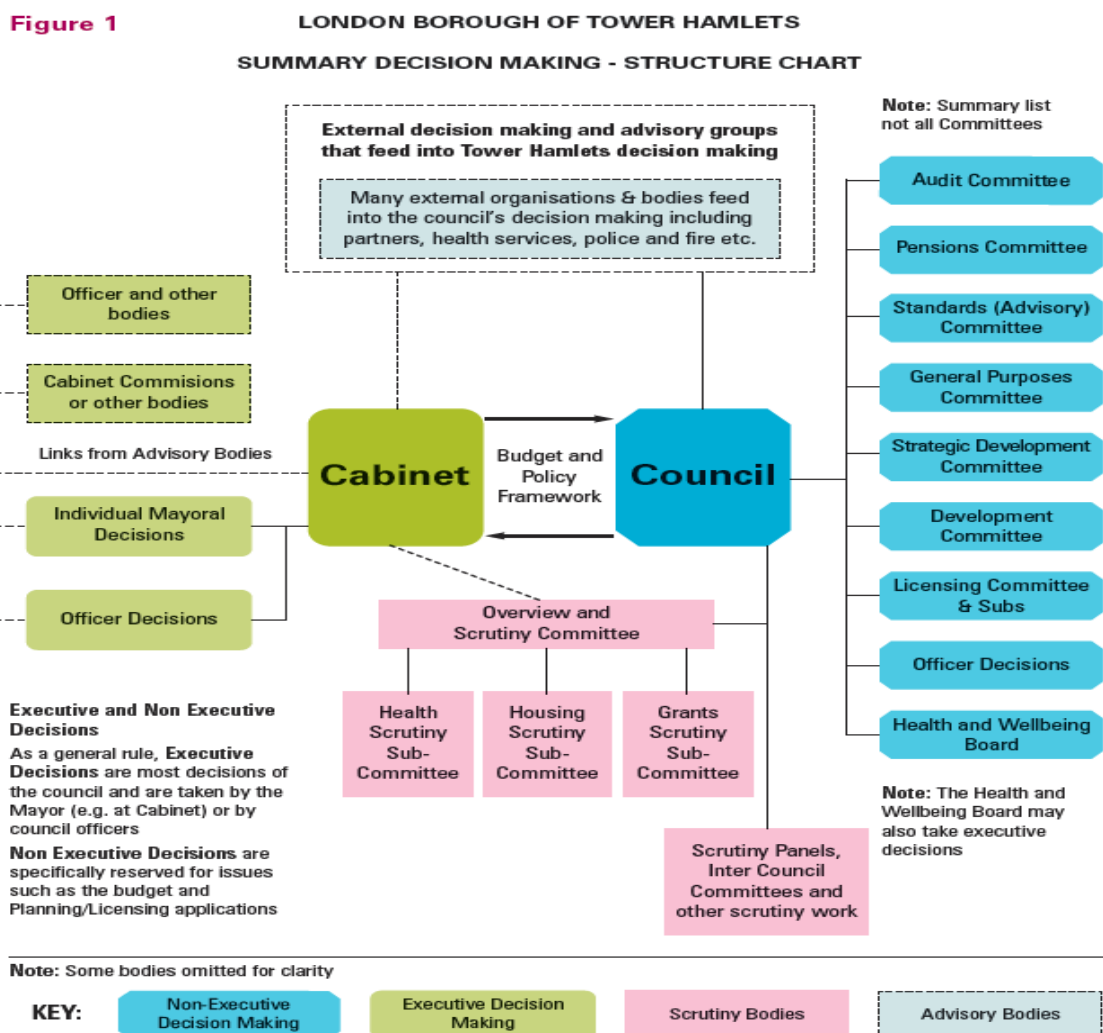 Figure 1
LONDON BOROUGH OF TOWER HAMLETS
SUMMARY DECISION MAKING - STRUCTURE CHART
External decision making and advisory groups
that feed into Tower Hamlets decision making
Many external organisations & bodies feed
into the council's decision making including
partners, health services, police and fire etc.
Note: Summary list
not all Committees
Audit Committee
Pensions Committee
Standards (Advisory)
Committee
General Purposes
Committee
Strategic Development
Committee
Development
Committee
Licensing Committee
& Subs
Officer Decisions
Health and Wellbeing
Board
Note: The Health and
Wellbeing Board may
also take executive
decisions
Officer and other
bodies
Cabinet Commisions
or other bodies
Links from Advisory Bodies
Individual Mayoral
Decisions
Officer Decisions
Cabinet
Budget and
Policy
Framework
Council
Overview and
Scrutiny Committee
Health
Scrutiny
Sub-
Committee
Housing
Scrutiny
Sub-
Committee
Grants
Scrutiny
Sub-
Committee
Scrutiny Panels,
Inter Council
Committees and
other scrutiny work
Executive and Non Executive
Decisions
As a general rule, Executive
Decisions are most decisions of
the council and are taken by the
Mayor (e.g. at Cabinet) or by
council officers
Non Executive Decisions are
specifically reserved for issues
such as the budget and
Planning/Licensing applications
Note: Some bodies omitted for clarity
KEY:
Non-Executive
Decision Making
Executive Decision
Making
Scrutiny Bodies
Advisory Bodies